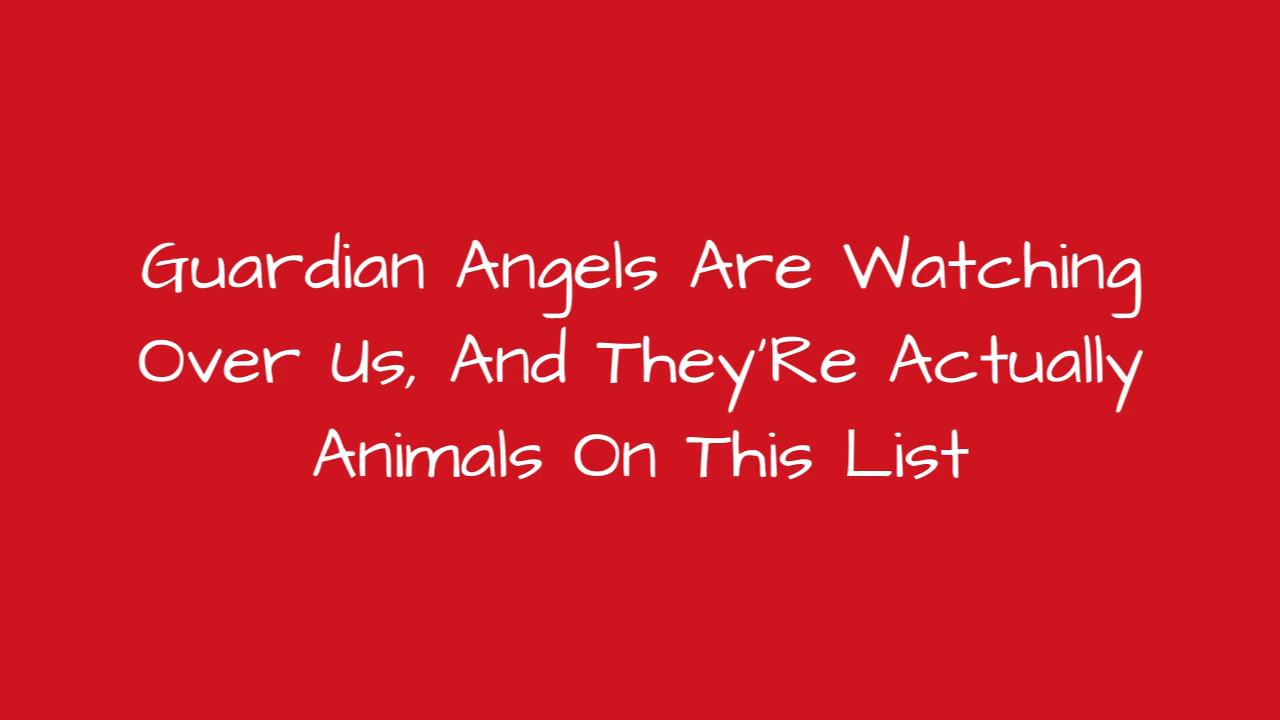 Guardian Angels Are Watching
Over Us, And They'Re Actually
Animals On This List